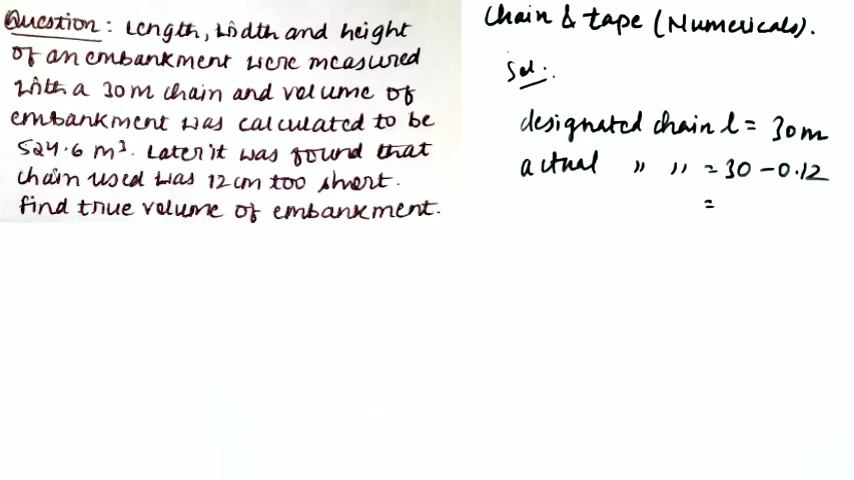 Question: Length, width and height
of an embankment were measured
with a 30m chain and volume of
embankment was calculated to be
524.6 m³. Later it was found that
chain used was 12cm too short.
find true volume of embankment.
Chain & tape (Numericals).
Sol:
designated chain l = 30m
actual " " = 30 - 0.12
=